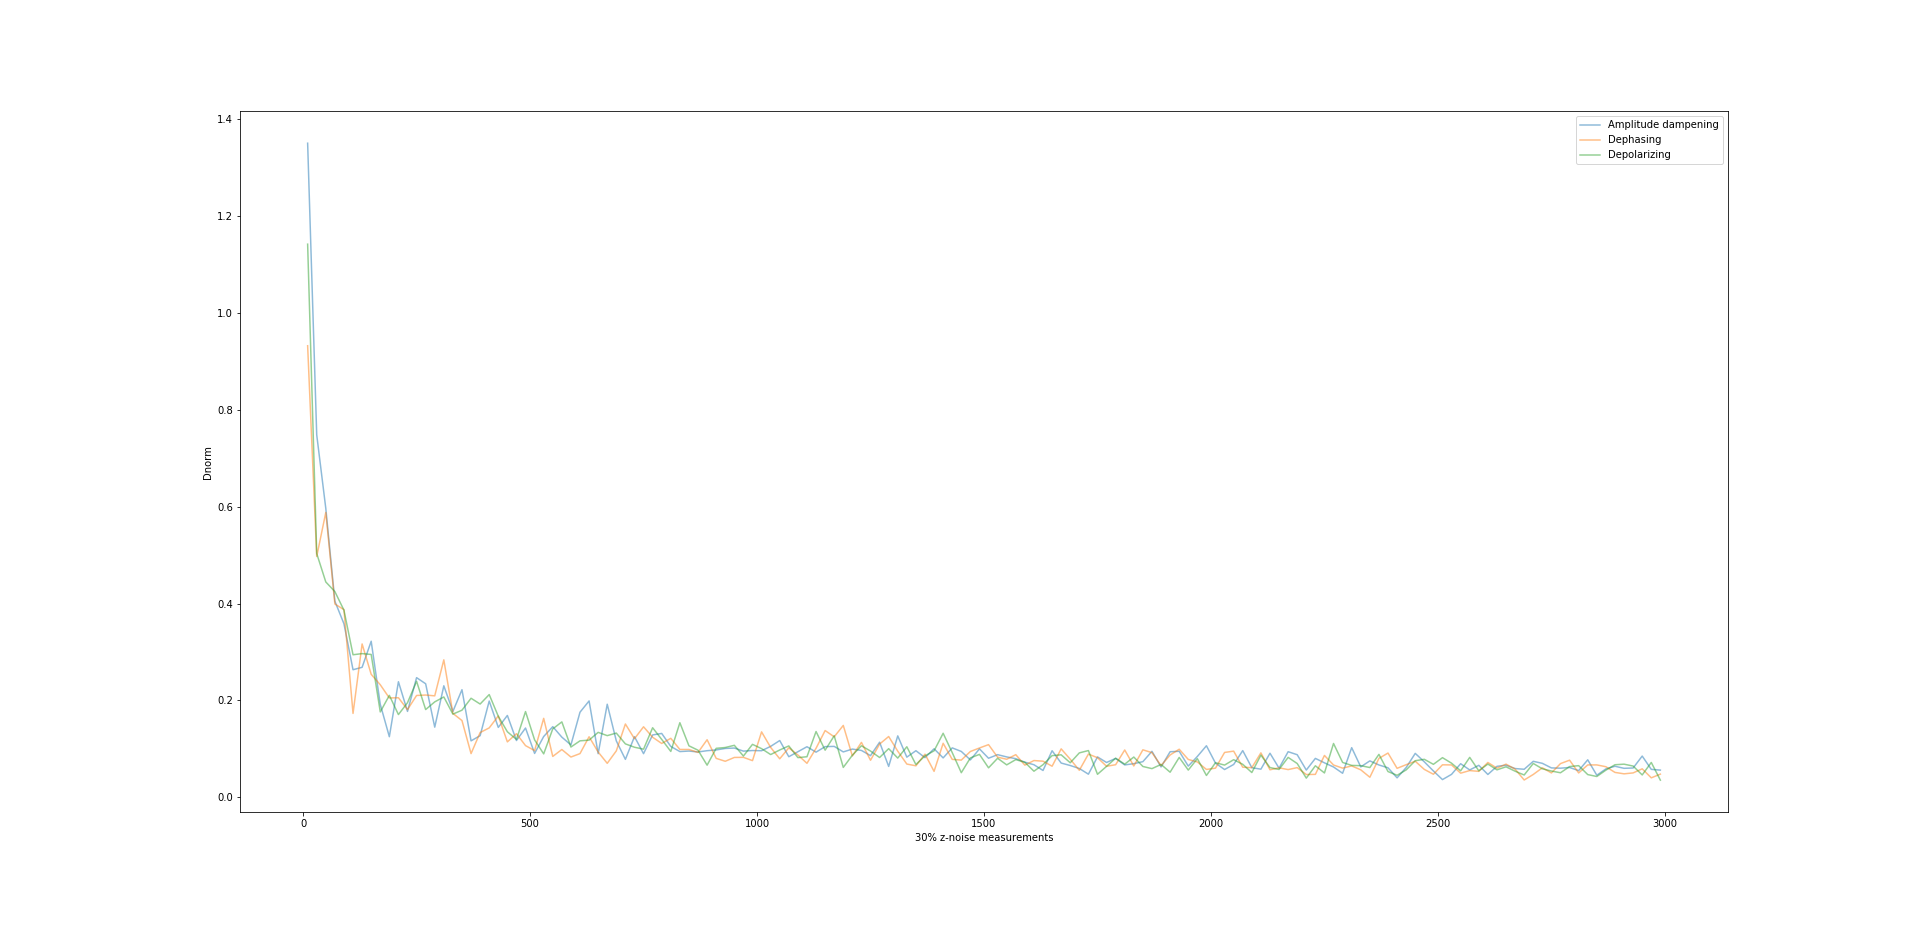 Amplitude dampening
Dephasing
Depolarizing
1.4
1.2
1.0
0.8
0.6
0.4
0.2
0.0
Dnorm
0 500 1000 1500 2000 2500 3000
30% z-noise measurements